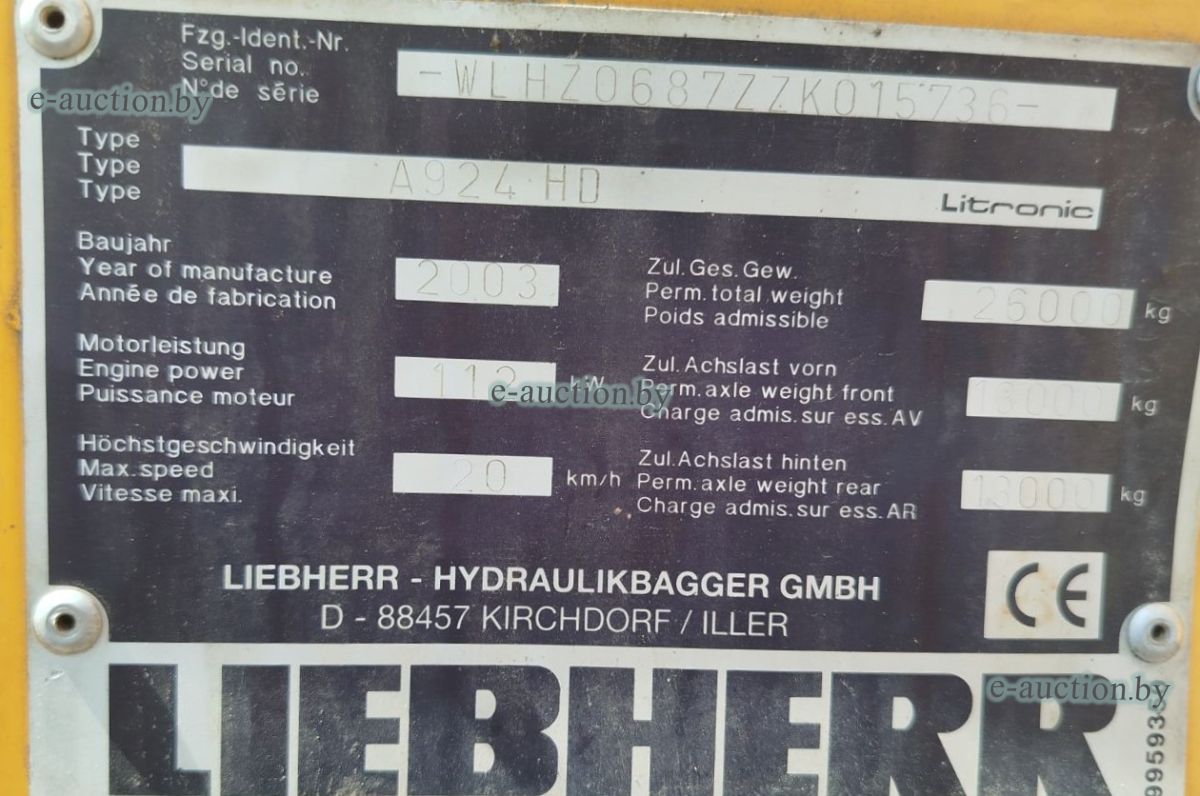 Fzg.-Ident.-Nr.
Serial no.
N°de série
-WLHZ0687ZZK015736-
e-auction.by
Type
Type
Type
A924 HD
Litronic
Baujahr
Year of manufacture
Année de fabrication
2003
Zul.Ges.Gew.
Perm.total weight
Poids admissible
26000 kg
Motorleistung
Engine power
Puissance moteur
112 kW
e-auction.by
Zul.Achslast vorn
Perm.axle weight front
Charge admis.sur ess.AV
13000 kg
Höchstgeschwindigkeit
Max.speed
Vitesse maxi.
20 km/h
Zul.Achslast hinten
Perm.axle weight rear
Charge admis.sur ess.AR
13000 kg
LIEBHERR - HYDRAULIKBAGGER GMBH
D - 88457 KIRCHDORF / ILLER
CE
LIEBHERR
e-auction.by